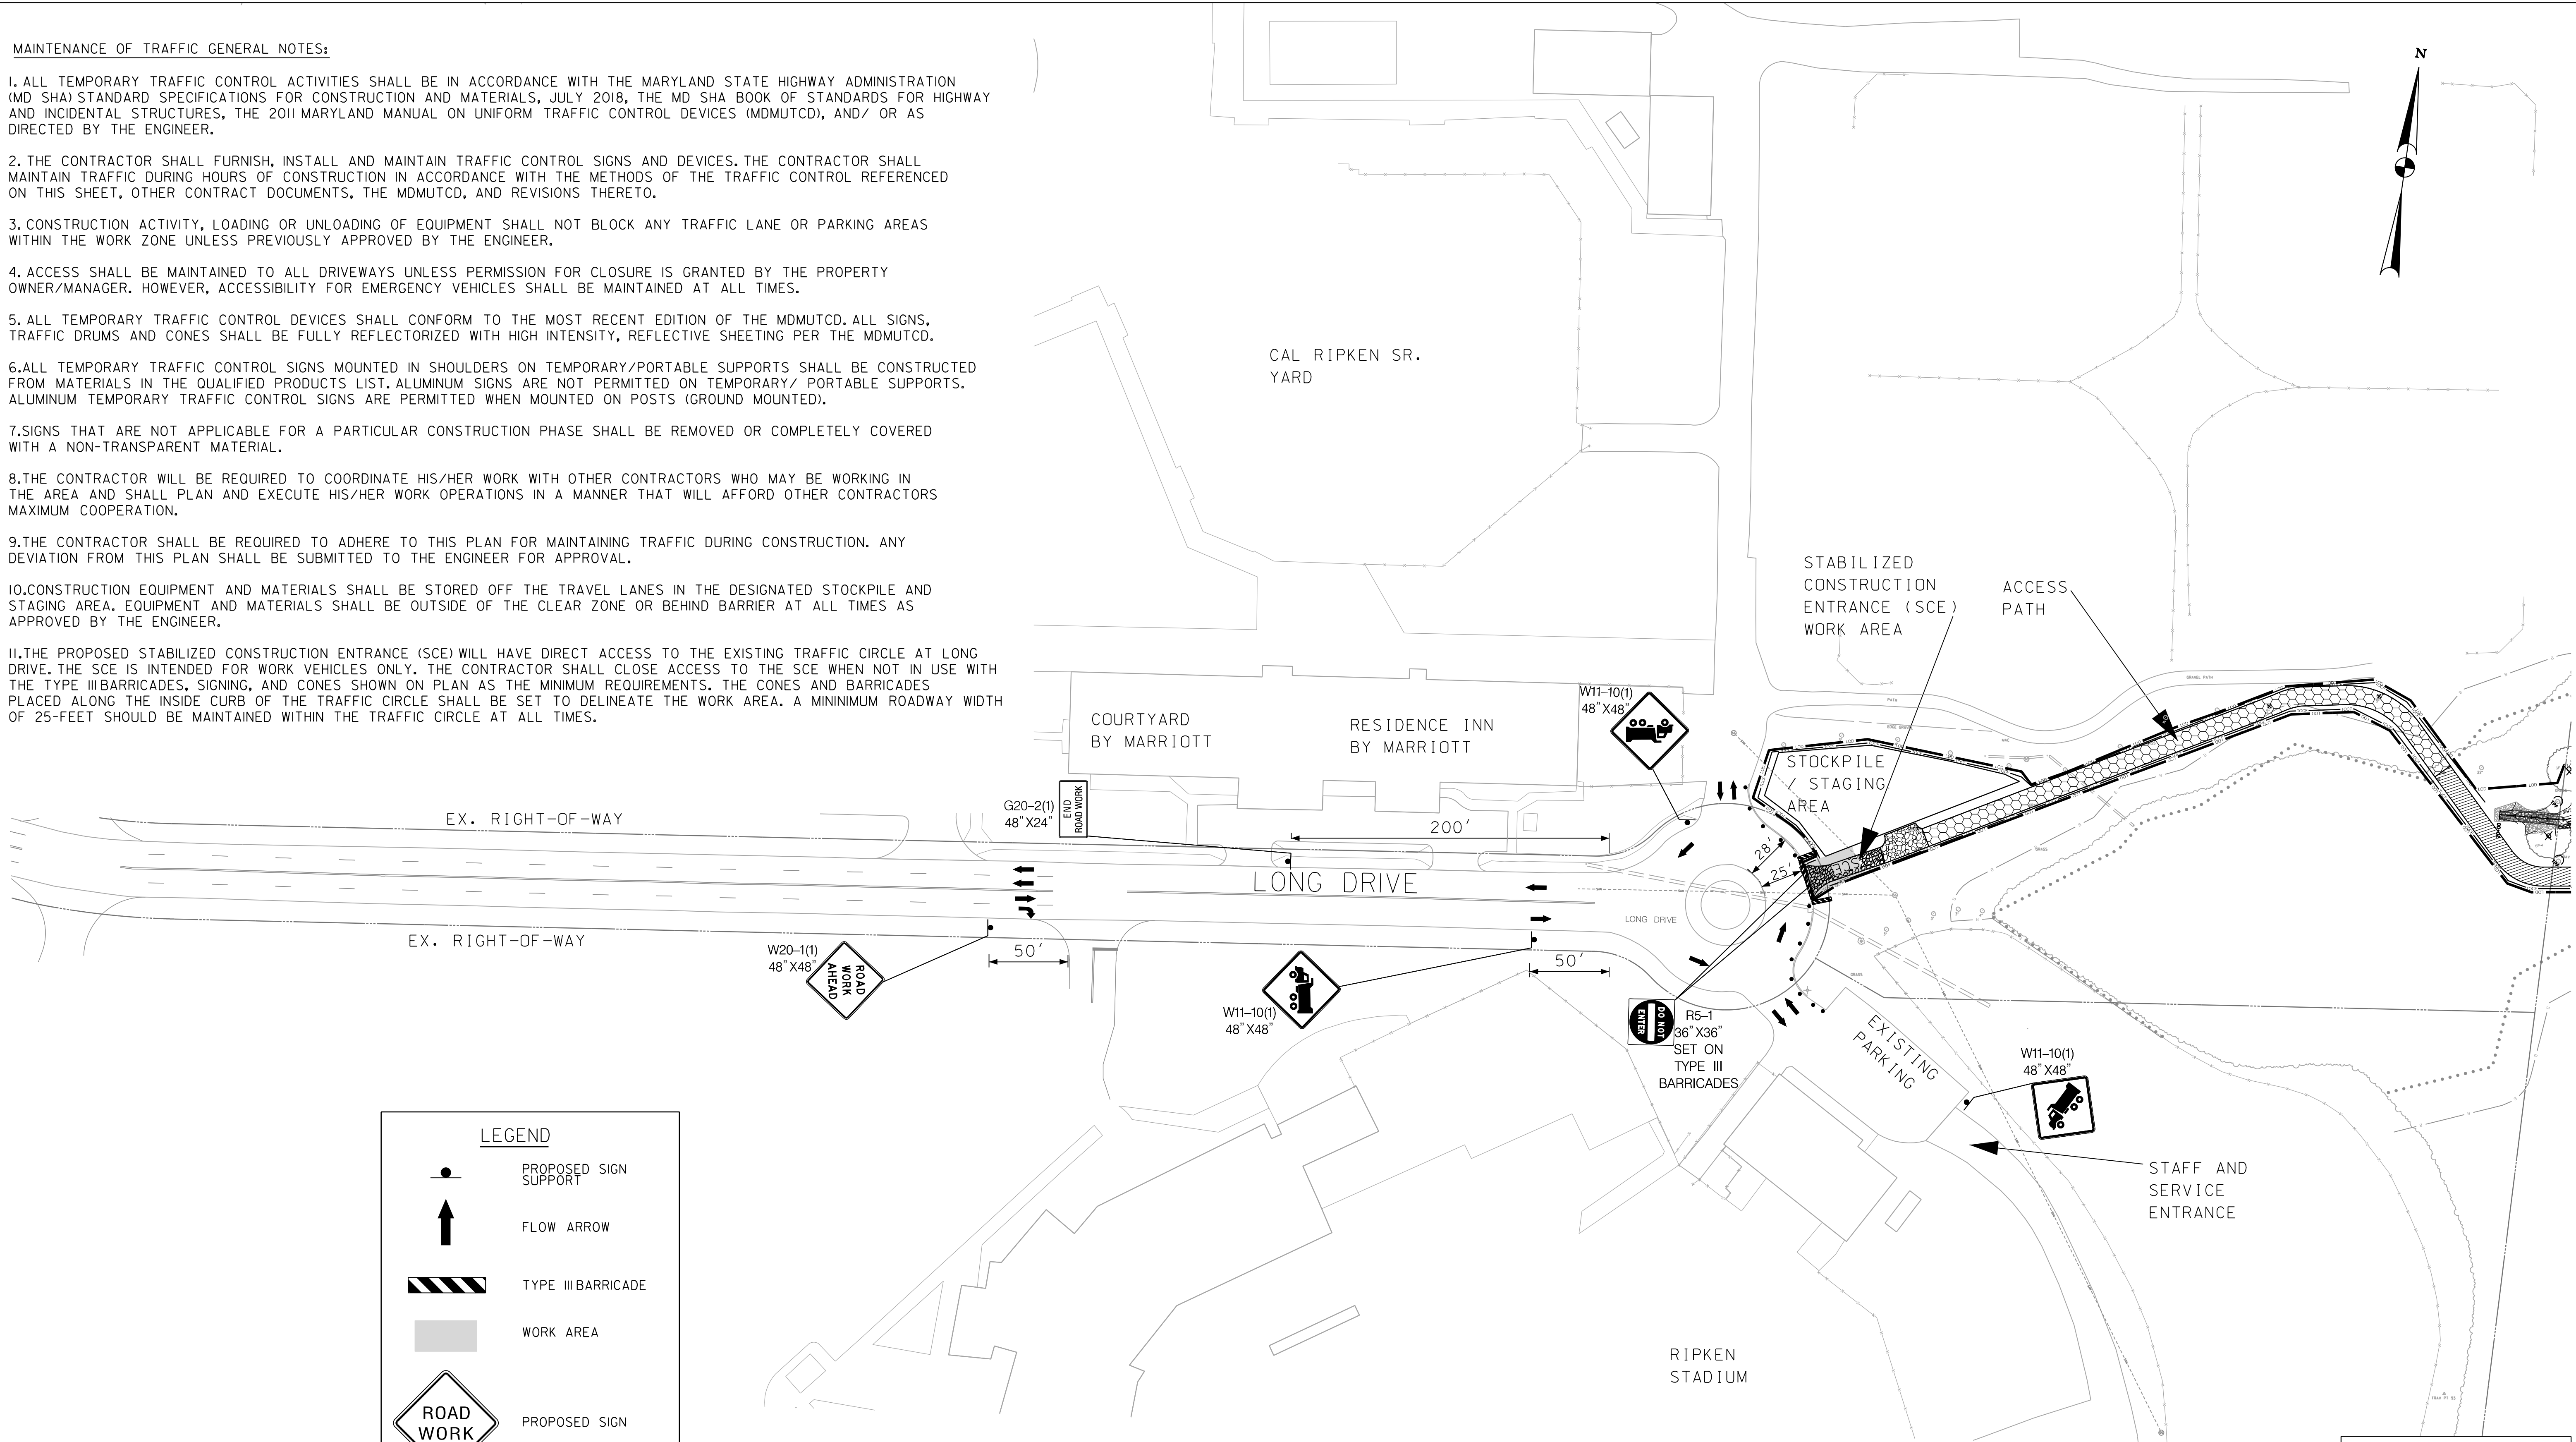 MAINTENANCE OF TRAFFIC GENERAL NOTES:
1. ALL TEMPORARY TRAFFIC CONTROL ACTIVITIES SHALL BE IN ACCORDANCE WITH THE MARYLAND STATE HIGHWAY ADMINISTRATION
(MD SHA) STANDARD SPECIFICATIONS FOR CONSTRUCTION AND MATERIALS, JULY 2018, THE MD SHA BOOK OF STANDARDS FOR HIGHWAY
AND INCIDENTAL STRUCTURES, THE 2011 MARYLAND MANUAL ON UNIFORM TRAFFIC CONTROL DEVICES (MDMUTCD), AND/ OR AS
DIRECTED BY THE ENGINEER.
2. THE CONTRACTOR SHALL FURNISH, INSTALL AND MAINTAIN TRAFFIC CONTROL SIGNS AND DEVICES. THE CONTRACTOR SHALL
MAINTAIN TRAFFIC DURING HOURS OF CONSTRUCTION IN ACCORDANCE WITH THE METHODS OF THE TRAFFIC CONTROL REFERENCED
ON THIS SHEET, OTHER CONTRACT DOCUMENTS, THE MDMUTCD, AND REVISIONS THERETO.
3. CONSTRUCTION ACTIVITY, LOADING OR UNLOADING OF EQUIPMENT SHALL NOT BLOCK ANY TRAFFIC LANE OR PARKING AREAS
WITHIN THE WORK ZONE UNLESS PREVIOUSLY APPROVED BY THE ENGINEER.
4. ACCESS SHALL BE MAINTAINED TO ALL DRIVEWAYS UNLESS PERMISSION FOR CLOSURE IS GRANTED BY THE PROPERTY
OWNER/MANAGER. HOWEVER, ACCESSIBILITY FOR EMERGENCY VEHICLES SHALL BE MAINTAINED AT ALL TIMES.
5. ALL TEMPORARY TRAFFIC CONTROL DEVICES SHALL CONFORM TO THE MOST RECENT EDITION OF THE MDMUTCD. ALL SIGNS,
TRAFFIC DRUMS AND CONES SHALL BE FULLY REFLECTORIZED WITH HIGH INTENSITY, REFLECTIVE SHEETING PER THE MDMUTCD.
6.ALL TEMPORARY TRAFFIC CONTROL SIGNS MOUNTED IN SHOULDERS ON TEMPORARY/PORTABLE SUPPORTS SHALL BE CONSTRUCTED
FROM MATERIALS IN THE QUALIFIED PRODUCTS LIST. ALUMINUM SIGNS ARE NOT PERMITTED ON TEMPORARY/ PORTABLE SUPPORTS.
ALUMINUM TEMPORARY TRAFFIC CONTROL SIGNS ARE PERMITTED WHEN MOUNTED ON POSTS (GROUND MOUNTED).
7.SIGNS THAT ARE NOT APPLICABLE FOR A PARTICULAR CONSTRUCTION PHASE SHALL BE REMOVED OR COMPLETELY COVERED
WITH A NON-TRANSPARENT MATERIAL.
8.THE CONTRACTOR WILL BE REQUIRED TO COORDINATE HIS/HER WORK WITH OTHER CONTRACTORS WHO MAY BE WORKING IN
THE AREA AND SHALL PLAN AND EXECUTE HIS/HER WORK OPERATIONS IN A MANNER THAT WILL AFFORD OTHER CONTRACTORS
MAXIMUM COOPERATION.
9.THE CONTRACTOR SHALL BE REQUIRED TO ADHERE TO THIS PLAN FOR MAINTAINING TRAFFIC DURING CONSTRUCTION. ANY
DEVIATION FROM THIS PLAN SHALL BE SUBMITTED TO THE ENGINEER FOR APPROVAL.
10.CONSTRUCTION EQUIPMENT AND MATERIALS SHALL BE STORED OFF THE TRAVEL LANES IN THE DESIGNATED STOCKPILE AND
STAGING AREA. EQUIPMENT AND MATERIALS SHALL BE OUTSIDE OF THE CLEAR ZONE OR BEHIND BARRIER AT ALL TIMES AS
APPROVED BY THE ENGINEER.
11.THE PROPOSED STABILIZED CONSTRUCTION ENTRANCE (SCE) WILL HAVE DIRECT ACCESS TO THE EXISTING TRAFFIC CIRCLE AT LONG
DRIVE. THE SCE IS INTENDED FOR WORK VEHICLES ONLY. THE CONTRACTOR SHALL CLOSE ACCESS TO THE SCE WHEN NOT IN USE WITH
THE TYPE III BARRICADES, SIGNING, AND CONES SHOWN ON PLAN AS THE MINIMUM REQUIREMENTS. THE CONES AND BARRICADES
PLACED ALONG THE INSIDE CURB OF THE TRAFFIC CIRCLE SHALL BE SET TO DELINEATE THE WORK AREA. A MININMUM ROADWAY WIDTH
OF 25-FEET SHOULD BE MAINTAINED WITHIN THE TRAFFIC CIRCLE AT ALL TIMES.
N
CAL RIPKEN SR.
YARD
STABILIZED
CONSTRUCTION
ENTRANCE (SCE)
WORK AREA
ACCESS
PATH
GRAVEL PATH
PATH
COURTYARD
BY MARRIOTT
RESIDENCE INN
BY MARRIOTT
W11-10(1)
48"X48"
STOCKPILE
/ STAGING
AREA
G20-2(1)
48"X24"
END
ROAD WORK
EX. RIGHT-OF-WAY
200'
28'
25'
SCE
LONG DRIVE
LONG DRIVE
EX. RIGHT-OF-WAY
W20-1(1)
48"X48"
ROAD
WORK
AHEAD
50'
50'
W11-10(1)
48"X48"
DO NOT
ENTER
R5-1
36"X36"
SET ON
TYPE III
BARRICADES
GRASS
GRASS
EXISTING
PARKING
W11-10(1)
48"X48"
STAFF AND
SERVICE
ENTRANCE
RIPKEN
STADIUM
TRAV PT 92
LEGEND
PROPOSED SIGN
SUPPORT
FLOW ARROW
TYPE III BARRICADE
WORK AREA
ROAD
WORK
PROPOSED SIGN